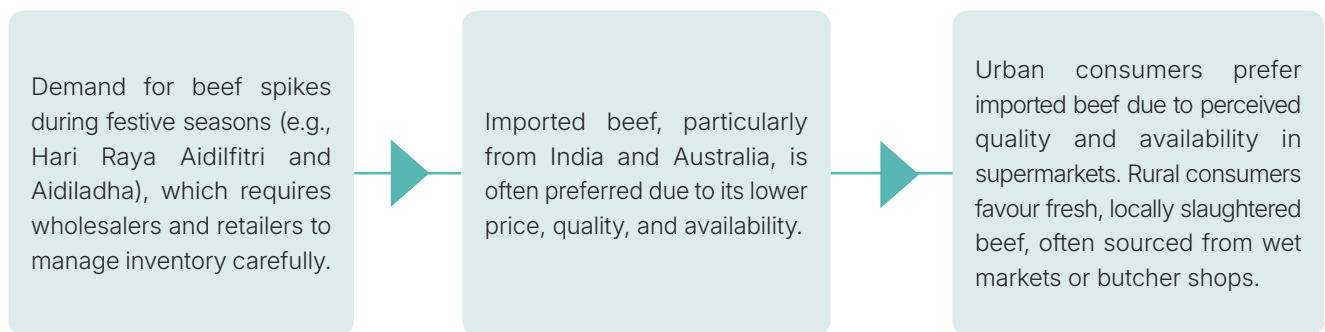 Demand for beef spikes
during festive seasons (e.g.,
Hari Raya Aidilfitri and
Aidiladha), which requires
wholesalers and retailers to
manage inventory carefully.
Imported beef, particularly
from India and Australia, is
often preferred due to its lower
price, quality, and availability.
Urban consumers prefer
imported beef due to perceived
quality and availability in
supermarkets. Rural consumers
favour fresh, locally slaughtered
beef, often sourced from wet
markets or butcher shops.